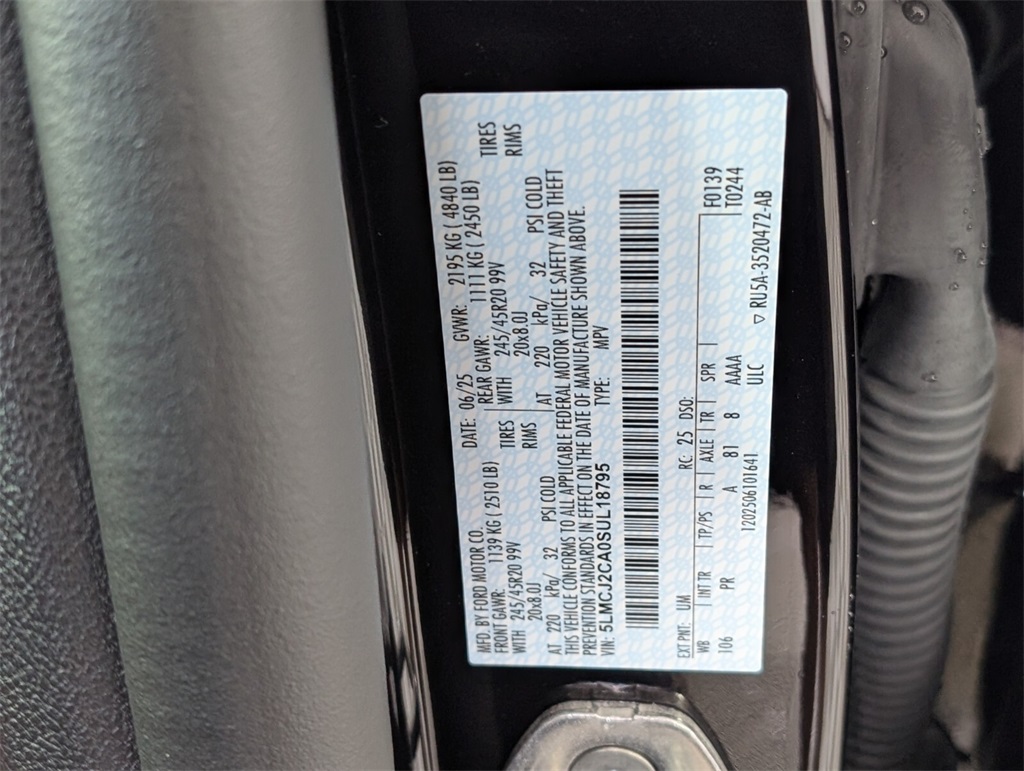 MFD. BY FORD MOTOR CO. DATE: 06/25 GVWR: 2195 KG ( 4840 LB)
FRONT GAWR: 1139 KG ( 2510 LB) REAR GAWR: 1111 KG ( 2450 LB)
WITH 245/45R20 99V TIRES WITH 245/45R20 99V TIRES
20x8.0J RIMS 20x8.0J RIMS
AT 220 kPa/ 32 PSI COLD AT 220 kPa/ 32 PSI COLD
THIS VEHICLE CONFORMS TO ALL APPLICABLE FEDERAL MOTOR VEHICLE SAFETY AND THEFT
PREVENTION STANDARDS IN EFFECT ON THE DATE OF MANUFACTURE SHOWN ABOVE.
VIN: 5LMCJ2CA0SUL18795 TYPE: MPV
EXT PNT: UM RC: 25 DSO: F0139
WB INT TR TP/PS R AXLE TR SPR T0244
106 PR A 81 8 AAAA
12025061016​41 ULC ▽ RU5A-3520472-AB